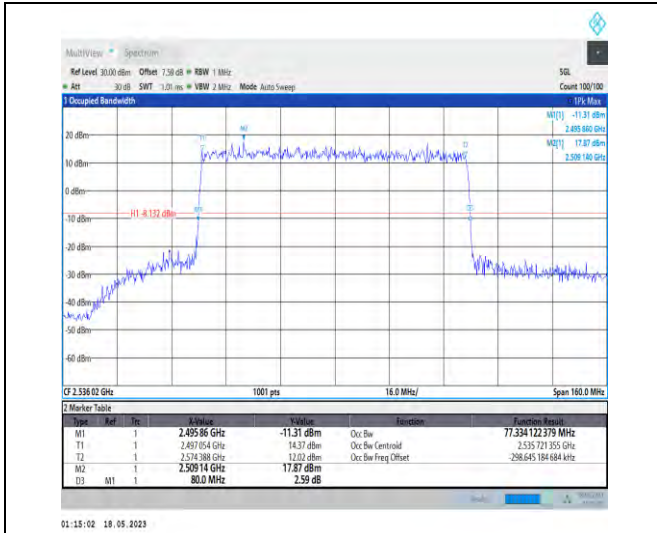 MultiView Spectrum
Ref Level 30.00 dBm Offset 7.59 dB RBW 1 MHz SGL
Att 30 dB SWT 1.01 ms VBW 2 MHz Mode Auto Sweep Count 100/100
1 Occupied Bandwidth 1Pk Max
M1[1] -11.31 dBm
2.495 860 GHz
M2[1] 17.87 dBm
2.509 140 GHz
20 dBm
M2
T1
T2
10 dBm
0 dBm
-10 dBm
H1 -8.132 dBm
-20 dBm
-30 dBm
-40 dBm
-50 dBm
-60 dBm
CF 2.536 02 GHz 1001 pts 16.0 MHz/ Span 160.0 MHz
2 Marker Table
Type Ref Trc X-Value Y-Value Function Function Result
M1 1 2.495 86 GHz -11.31 dBm Occ Bw 77.334 122 379 MHz
T1 1 2.497 054 GHz 14.37 dBm Occ Bw Centroid 2.535 721 355 GHz
T2 1 2.574 388 GHz 12.02 dBm Occ Bw Freq Offset -298.645 184 684 kHz
M2 1 2.509 14 GHz 17.87 dBm
D3 M1 1 80.0 MHz 2.59 dB
01:15:02 18.05.2023